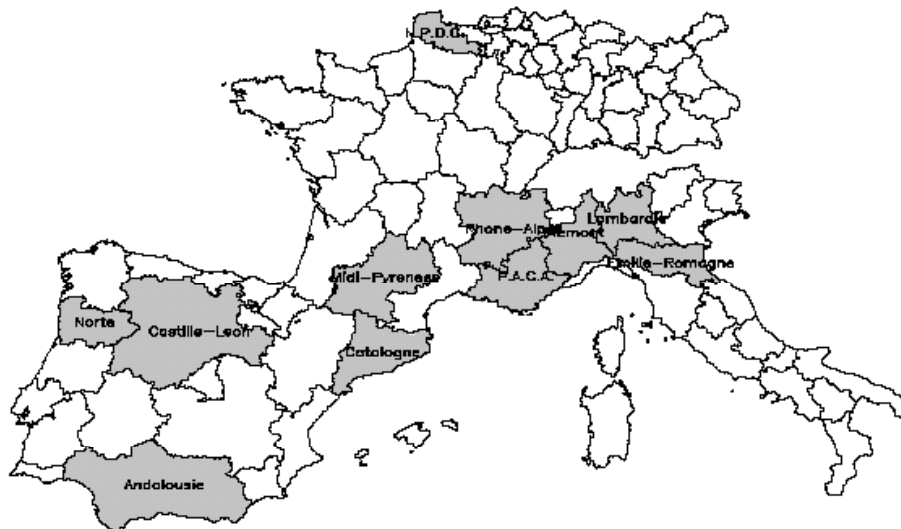 N.P.D.C.
Lombardie
Rhone-Alpes
Piemont
Emilie-Romagne
Midi-Pyrenees
P.A.C.A.
Norte
Castille-Leon
Catalogne
Andalousie